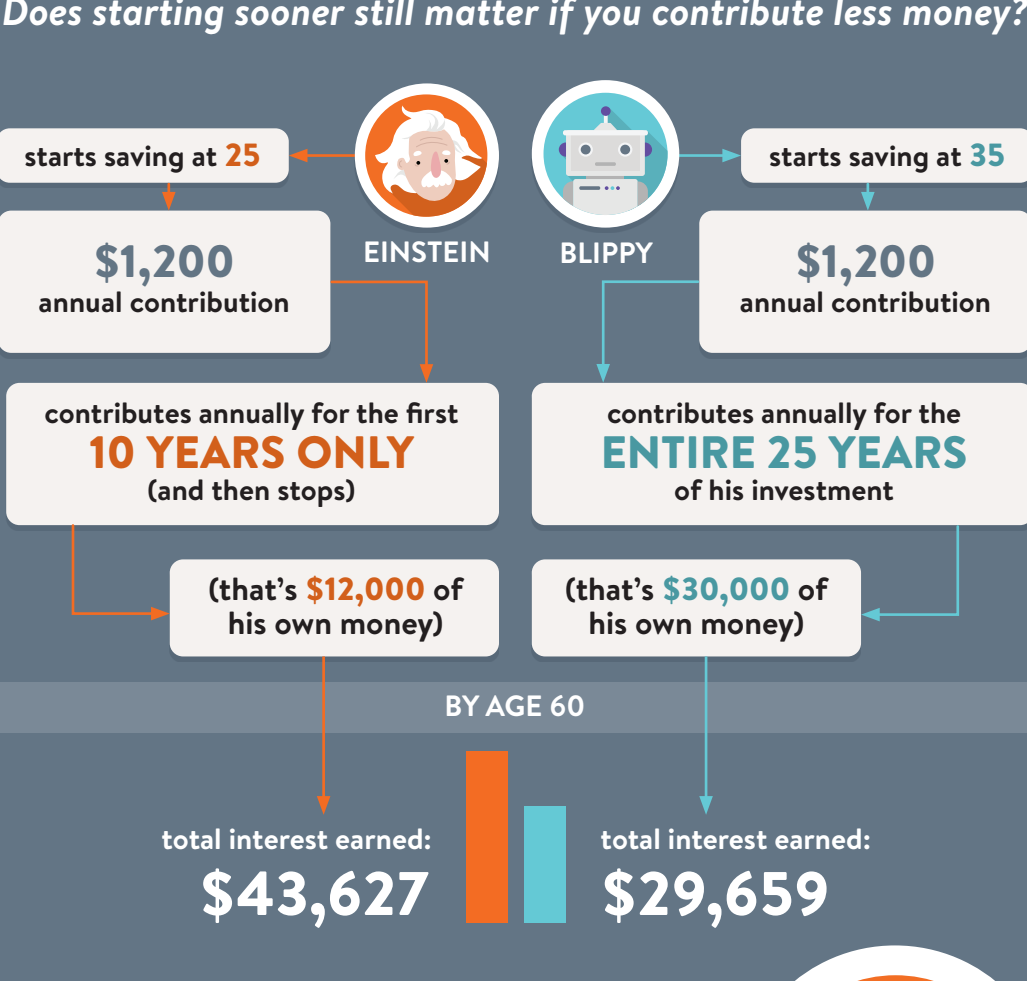 Does starting sooner still matter if you contribute less money?
EINSTEIN
starts saving at 25
$1,200
annual contribution
contributes annually for the first
10 YEARS ONLY
(and then stops)
(that’s $12,000 of
his own money)
BLIPPY
starts saving at 35
$1,200
annual contribution
contributes annually for the
ENTIRE 25 YEARS
of his investment
(that’s $30,000 of
his own money)
BY AGE 60
total interest earned:
$43,627
total interest earned:
$29,659